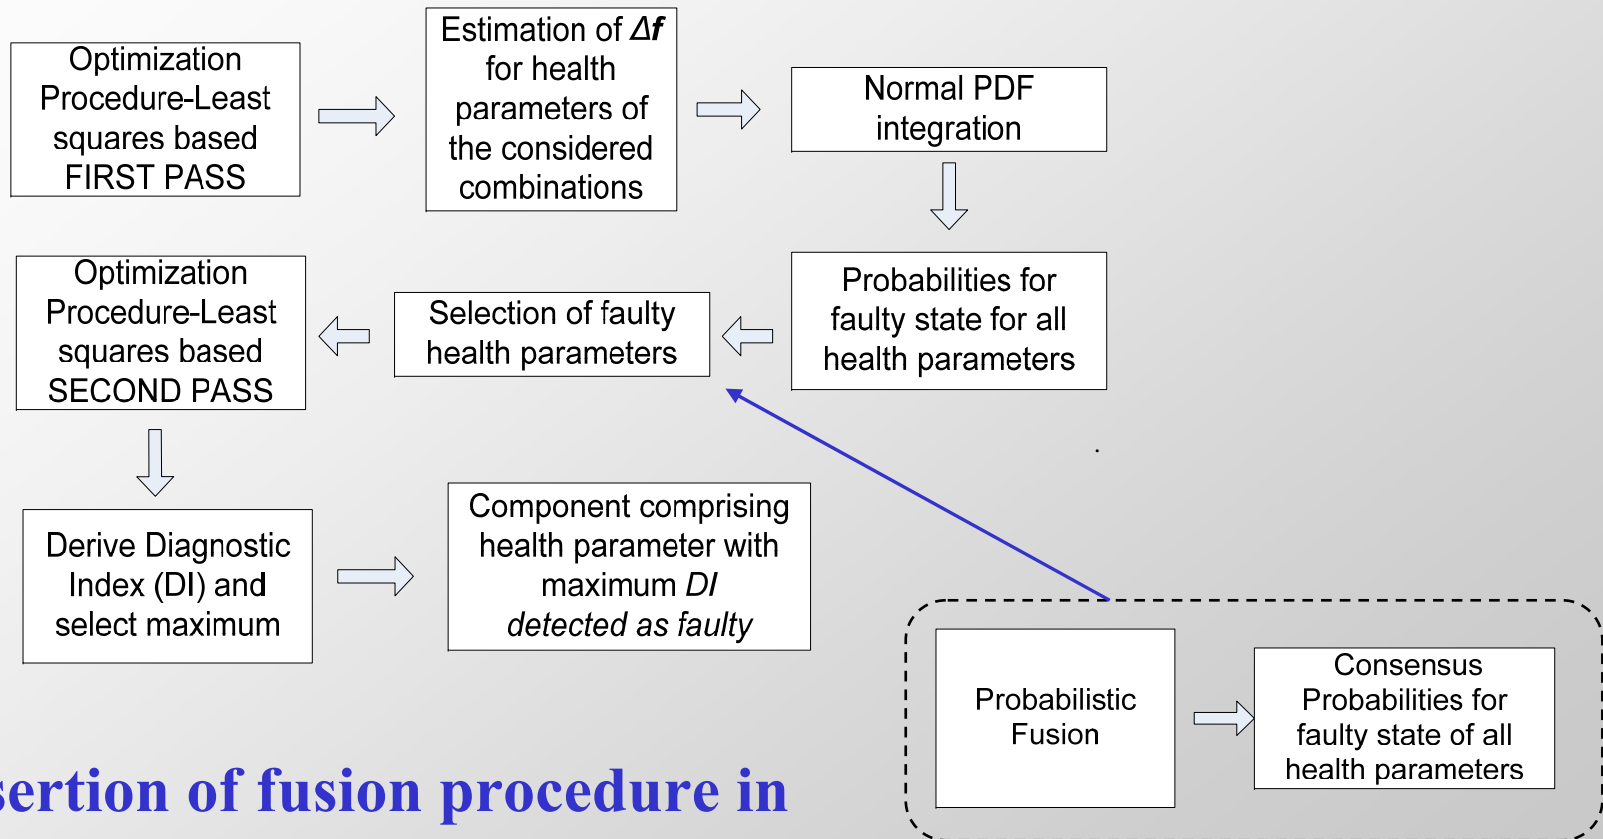 Optimization
Procedure-Least
squares based
FIRST PASS
Estimation of Δf
for health
parameters of
the considered
combinations
Normal PDF
integration
Probabilities for
faulty state for all
health parameters
Selection of faulty
health parameters
Optimization
Procedure-Least
squares based
SECOND PASS
Derive Diagnostic
Index (DI) and
select maximum
Component comprising
health parameter with
maximum DI
detected as faulty
Probabilistic
Fusion
Consensus
Probabilities for
faulty state of all
health parameters
sertion of fusion procedure in